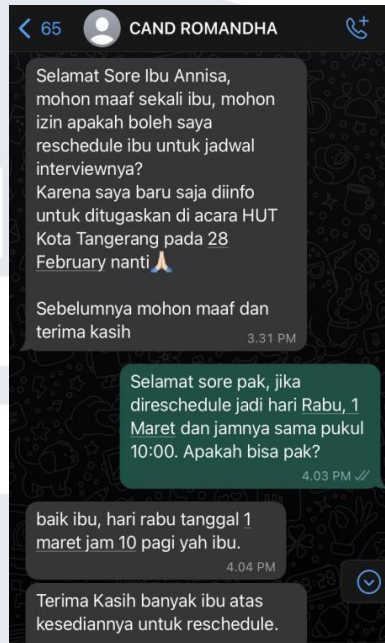 65
CAND ROMANDHA
Selamat Sore Ibu Annisa,
mohon maaf sekali ibu, mohon
izin apakah boleh saya
reschedule ibu untuk jadwal
interviewnya?
Karena saya baru saja diinfo
untuk ditugaskan di acara HUT
Kota Tangerang pada 28
February nanti🙏🏻
Sebelumnya mohon maaf dan
terima kasih
3.31 PM
Selamat sore pak, jika
direschedule jadi hari Rabu, 1
Maret dan jamnya sama pukul
10:00. Apakah bisa pak?
4.03 PM
baik ibu, hari rabu tanggal 1
maret jam 10 pagi yah ibu.
4.04 PM
Terima Kasih banyak ibu atas
kesediannya untuk reschedule.